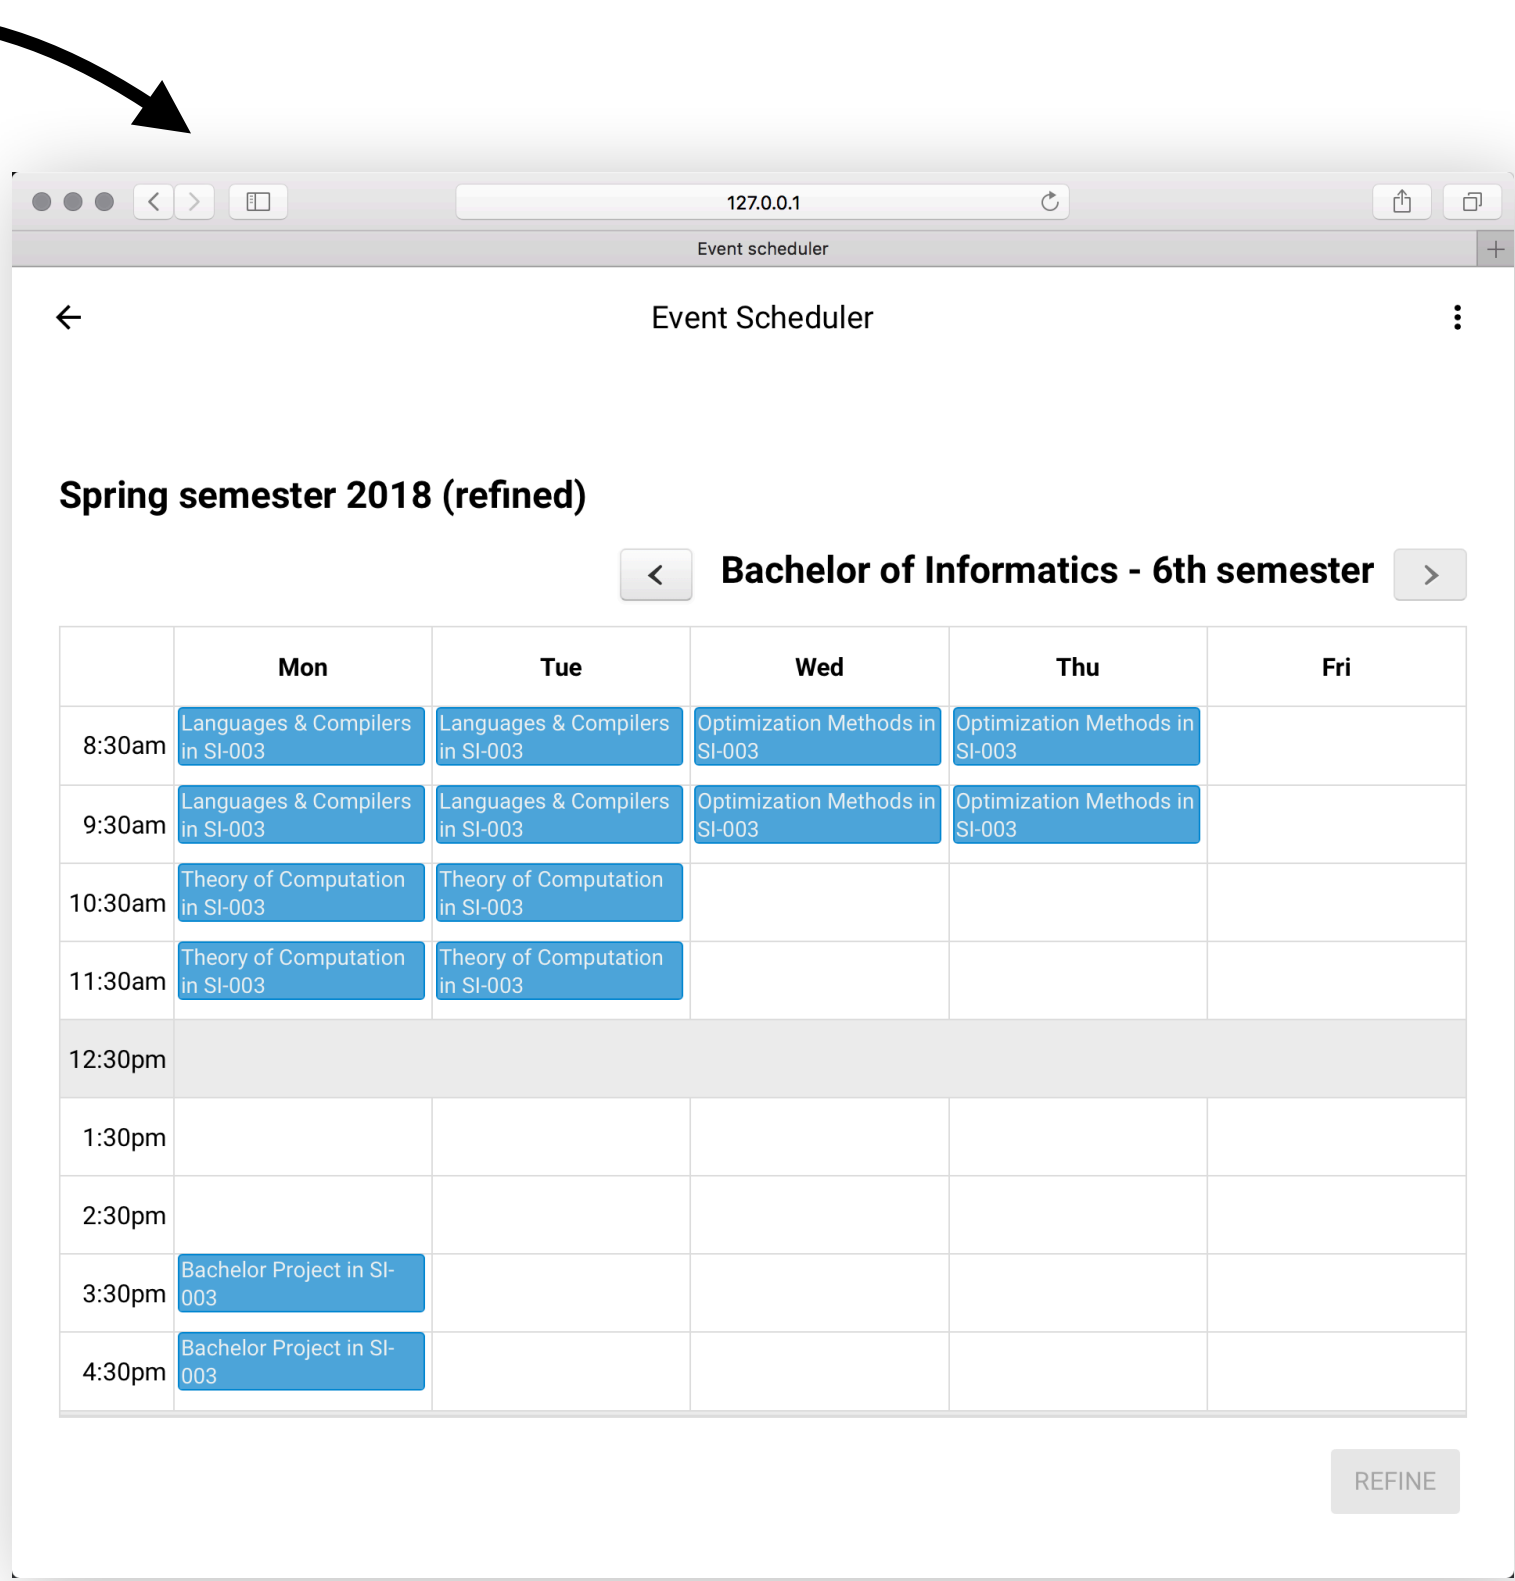 127.0.0.1
Event scheduler
Event Scheduler
Spring semester 2018 (refined)
Bachelor of Informatics - 6th semester
Mon Tue Wed Thu Fri
8:30am
Languages & Compilers
in SI-003
Languages & Compilers
in SI-003
Optimization Methods in
SI-003
Optimization Methods in
SI-003
9:30am
Languages & Compilers
in SI-003
Languages & Compilers
in SI-003
Optimization Methods in
SI-003
Optimization Methods in
SI-003
10:30am
Theory of Computation
in SI-003
Theory of Computation
in SI-003
11:30am
Theory of Computation
in SI-003
Theory of Computation
in SI-003
12:30pm
1:30pm
2:30pm
3:30pm
Bachelor Project in SI-
003
4:30pm
Bachelor Project in SI-
003
REFINE